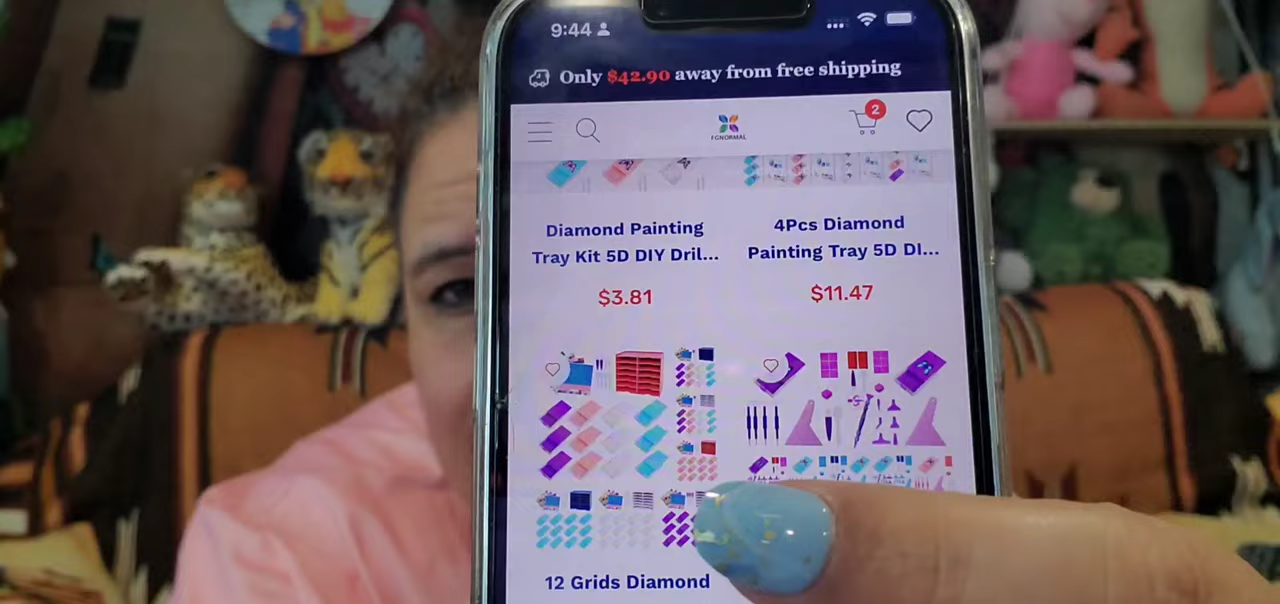 9:44
Only $42.90 away from free shipping
2
FGNORMAL
Diamond Painting
Tray Kit 5D DIY Dril...
$3.81
4Pcs Diamond
Painting Tray 5D DI...
$11.47
12 Grids Diamond